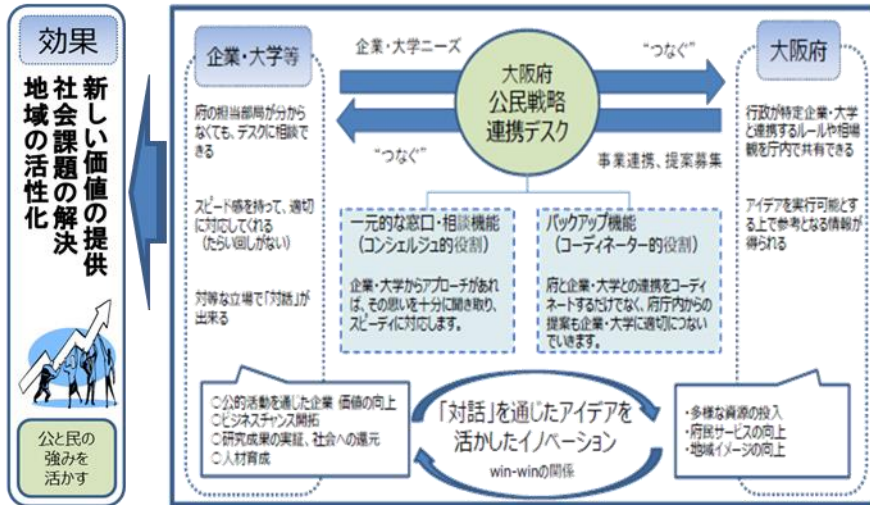 効果
新しい価値の提供
社会課題の解決
地域の活性化
公と民の
強みを
活かす
企業・大学等
府の担当部局が分から
なくても、デスクに相談で
きる
スピード感を持って、適切
に対応してくれる
(たらい回しがない)
対等な立場で「対話」が
出来る
企業・大学ニーズ
“つなぐ”
大阪府
公民戦略
連携デスク
“つなぐ”
事業連携、提案募集
大阪府
行政が特定企業・大学
と連携するルールや相場
観を庁内で共有できる
アイデアを実行可能とす
る上で参考となる情報が
得られる
一元的な窓口・相談機能
(コンシェルジュ的役割)
企業・大学からアプローチがあれ
ば、その思いを十分に聞き取り、
スピーディに対応します。
バックアップ機能
(コーディネーター的役割)
府と企業・大学との連携をコーディ
ネートするだけでなく、府庁内からの
提案も企業・大学に適切につない
でいきます。
○公的活動を通じた企業 価値の向上
○ビジネスチャンス開拓
○研究成果の実証、社会への還元
○人材育成
「対話」を通じたアイデアを
活かしたイノベーション
win-winの関係
・多様な資源の投入
・府民サービスの向上
・地域イメージの向上